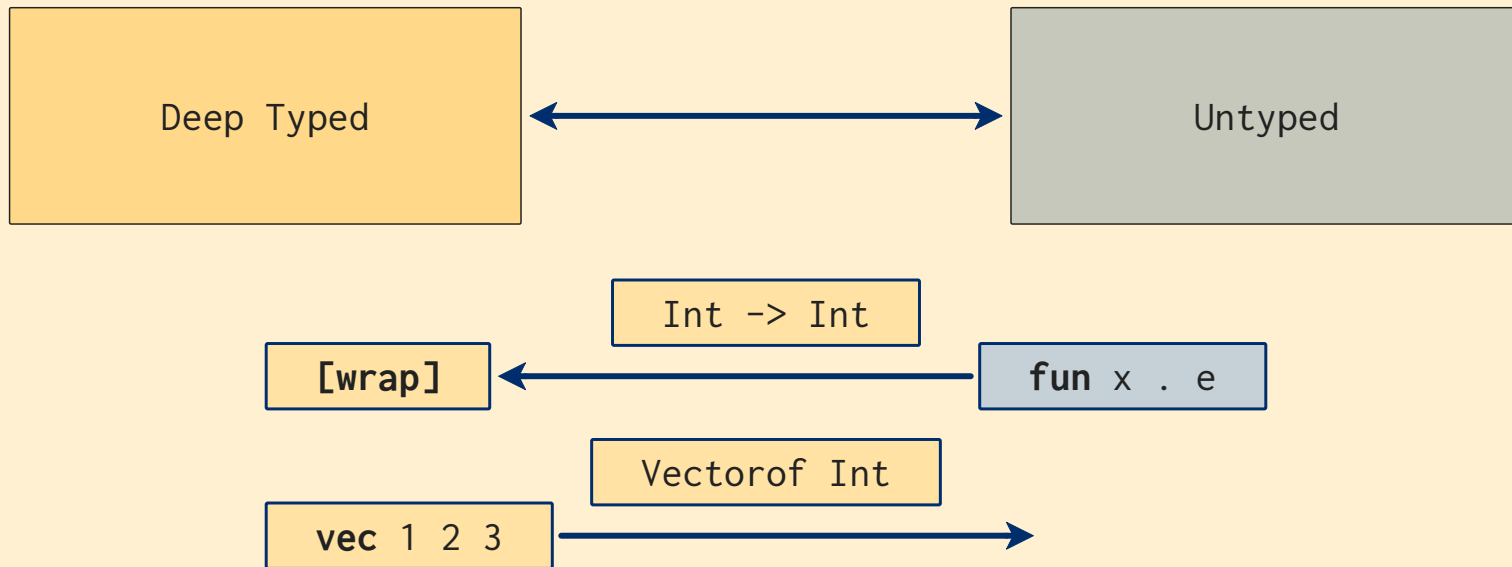 Deep Typed
Untyped
Int -> Int
[wrap]
fun x . e
Vectorof Int
vec 1 2 3